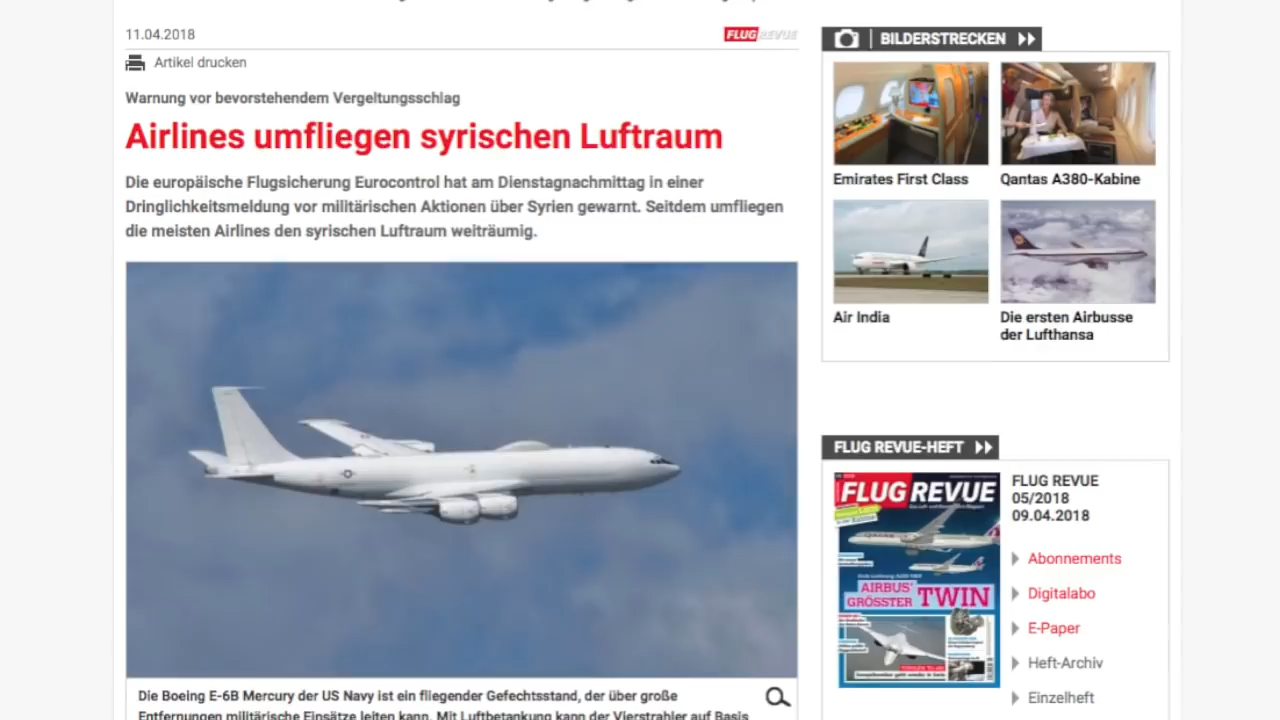 11.04.2018
FLUG REVUE
Artikel drucken
Warnung vor bevorstehendem Vergeltungsschlag
Airlines umfliegen syrischen Luftraum
Die europäische Flugsicherung Eurocontrol hat am Dienstagnachmittag in einer
Dringlichkeitsmeldung vor militärischen Aktionen über Syrien gewarnt. Seitdem umfliegen
die meisten Airlines den syrischen Luftraum weiträumig.
Die Boeing E-6B Mercury der US Navy ist ein fliegender Gefechtsstand, der über große
Entfernungen militärische Einsätze leiten kann. Mit Luftbetankung kann der Vierstrahler auf Basis
BILDERSTRECKEN
Emirates First Class
Qantas A380-Kabine
Air India
Die ersten Airbusse
der Lufthansa
FLUG REVUE-HEFT
FLUG REVUE
AIRBUS'
GRÖSSTER TWIN
FLUG REVUE
05/2018
09.04.2018
Abonnements
Digitalabo
E-Paper
Heft-Archiv
Einzelheft